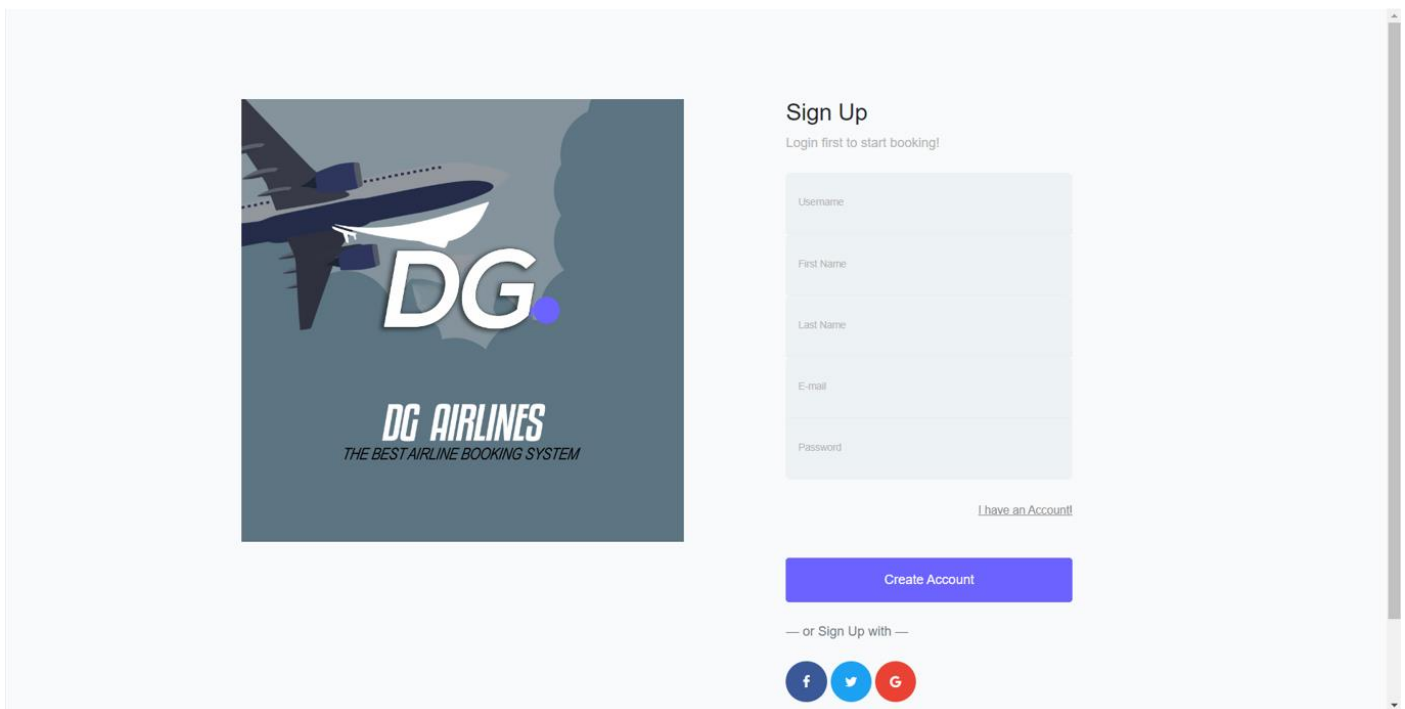 DG.
DG AIRLINES
THE BEST AIRLINE BOOKING SYSTEM
Sign Up
Login first to start booking!
Username
First Name
Last Name
E-mail
Password
I have an Account!
Create Account
— or Sign Up with —
f
G